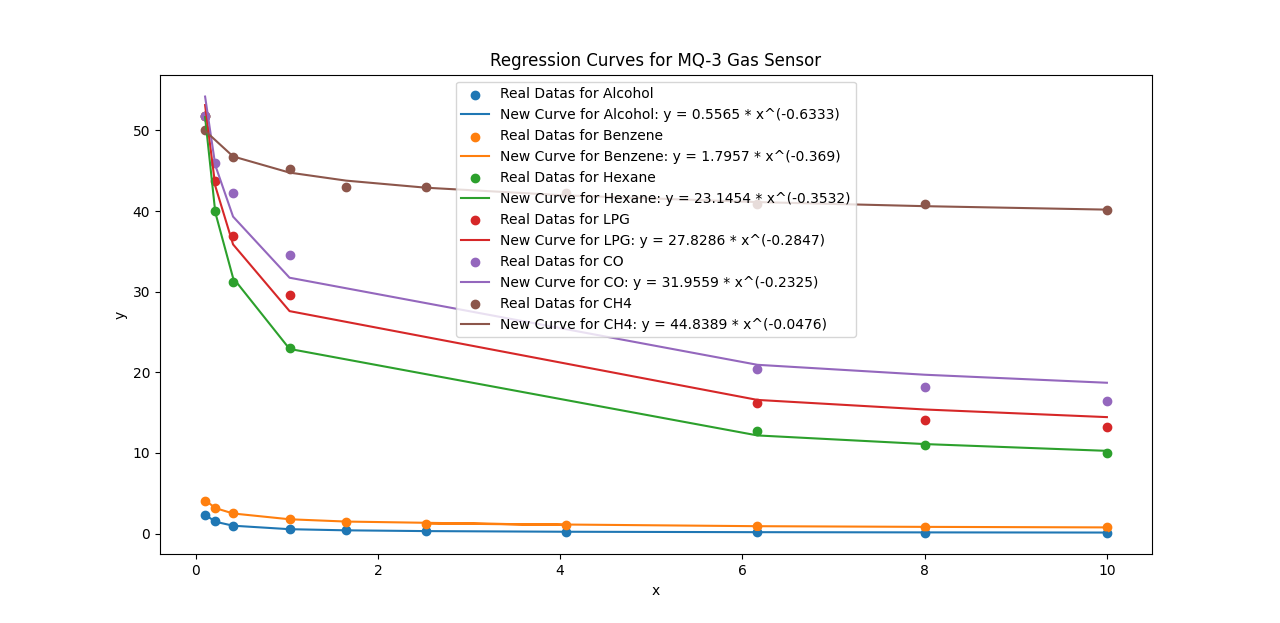 Regression Curves for MQ-3 Gas Sensor
Real Datas for Alcohol
New Curve for Alcohol: y = 0.5565 * x^(-0.6333)
Real Datas for Benzene
New Curve for Benzene: y = 1.7957 * x^(-0.369)
Real Datas for Hexane
New Curve for Hexane: y = 23.1454 * x^(-0.3532)
Real Datas for LPG
New Curve for LPG: y = 27.8286 * x^(-0.2847)
Real Datas for CO
New Curve for CO: y = 31.9559 * x^(-0.2325)
Real Datas for CH4
New Curve for CH4: y = 44.8389 * x^(-0.0476)
50
40
30
20
10
0
y
0 2 4 6 8 10
x